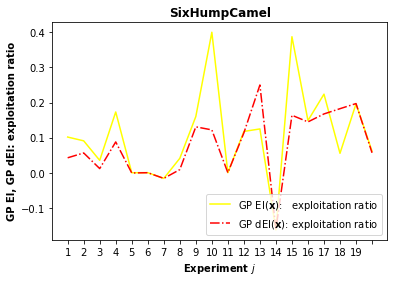 SixHumpCamel
GP EI, GP dEI: exploitation ratio
0.4
0.3
0.2
0.1
0.0
−0.1
GP EI(x): exploitation ratio
GP dEI(x): exploitation ratio
1 2 3 4 5 6 7 8 9 10 11 12 13 14 15 16 17 18 19
Experiment j